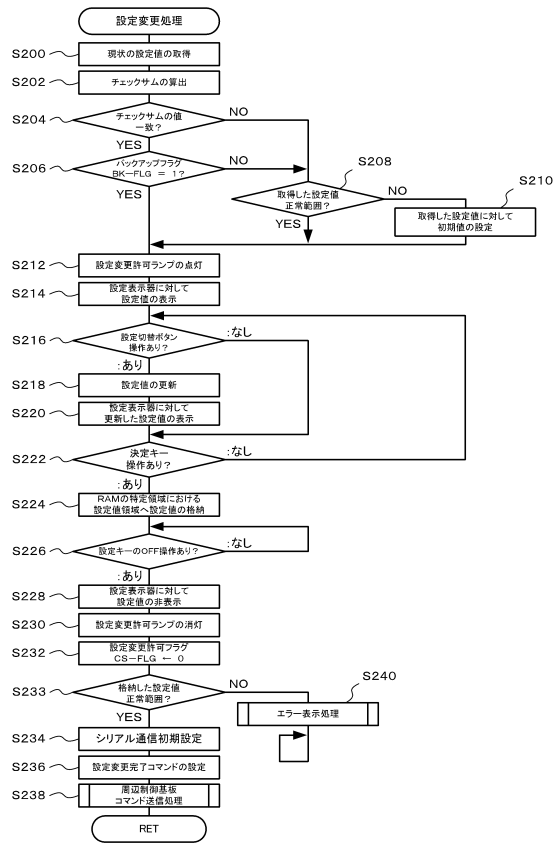 設定変更処理
S200
現状の設定値の取得
S202
チェックサムの算出
S204
チェックサムの値
一致?
NO
YES
S206
バックアップフラグ
BK-FLG = 1?
NO
YES
S208
取得した設定値
正常範囲?
NO
YES
S210
取得した設定値に対して
初期値の設定
S212
設定変更許可ランプの点灯
S214
設定表示器に対して
設定値の表示
S216
設定切替ボタン
操作あり?
:なし
:あり
S218
設定値の更新
S220
設定表示器に対して
更新した設定値の表示
S222
決定キー
操作あり?
:なし
:あり
S224
RAMの特定領域における
設定値領域へ設定値の格納
S226
設定キーのOFF操作あり?
:なし
:あり
S228
設定表示器に対して
設定値の非表示
S230
設定変更許可ランプの消灯
S232
設定変更許可フラグ
CS-FLG ← 0
S233
格納した設定値
正常範囲?
NO
YES
S240
エラー表示処理
S234
シリアル通信初期設定
S236
設定変更完了コマンドの設定
S238
周辺制御基板
コマンド送信処理
RET